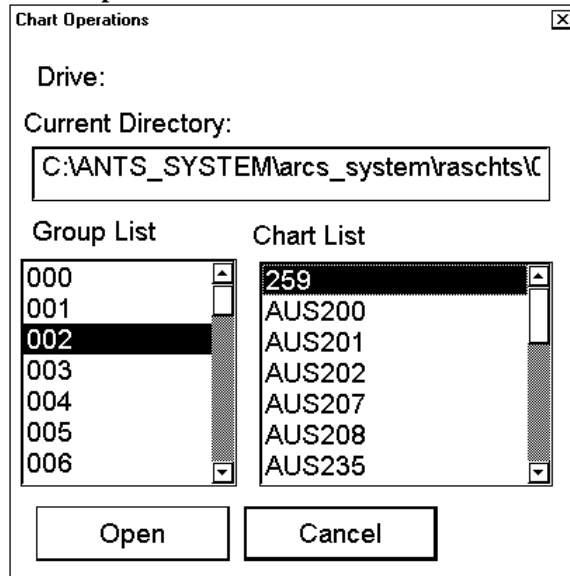 Chart Operations
Drive:
Current Directory:
C:\ANTS_SYSTEM\arcs_system\raschts\
Group List
Chart List
000
001
002
003
004
005
006
259
AUS200
AUS201
AUS202
AUS207
AUS208
AUS235
Open
Cancel